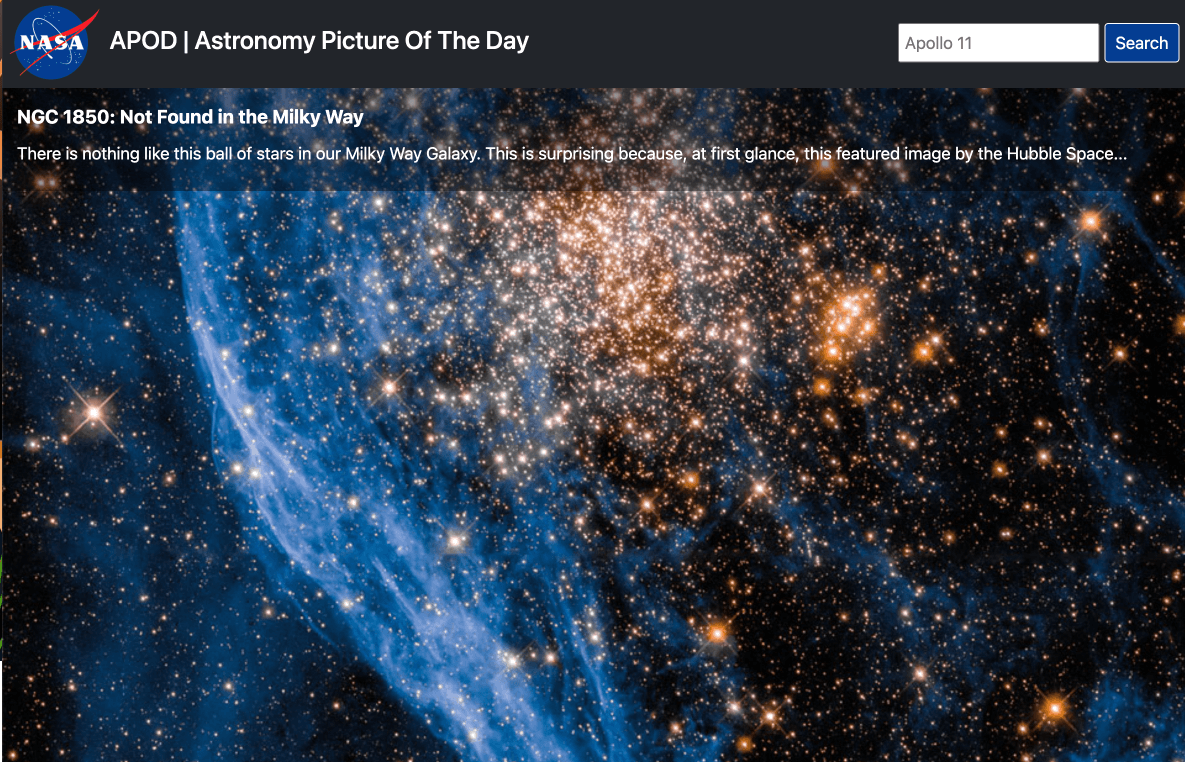 NASA
APOD | Astronomy Picture Of The Day
Apollo 11
Search
NGC 1850: Not Found in the Milky Way
There is nothing like this ball of stars in our Milky Way Galaxy. This is surprising because, at first glance, this featured image by the Hubble Space...